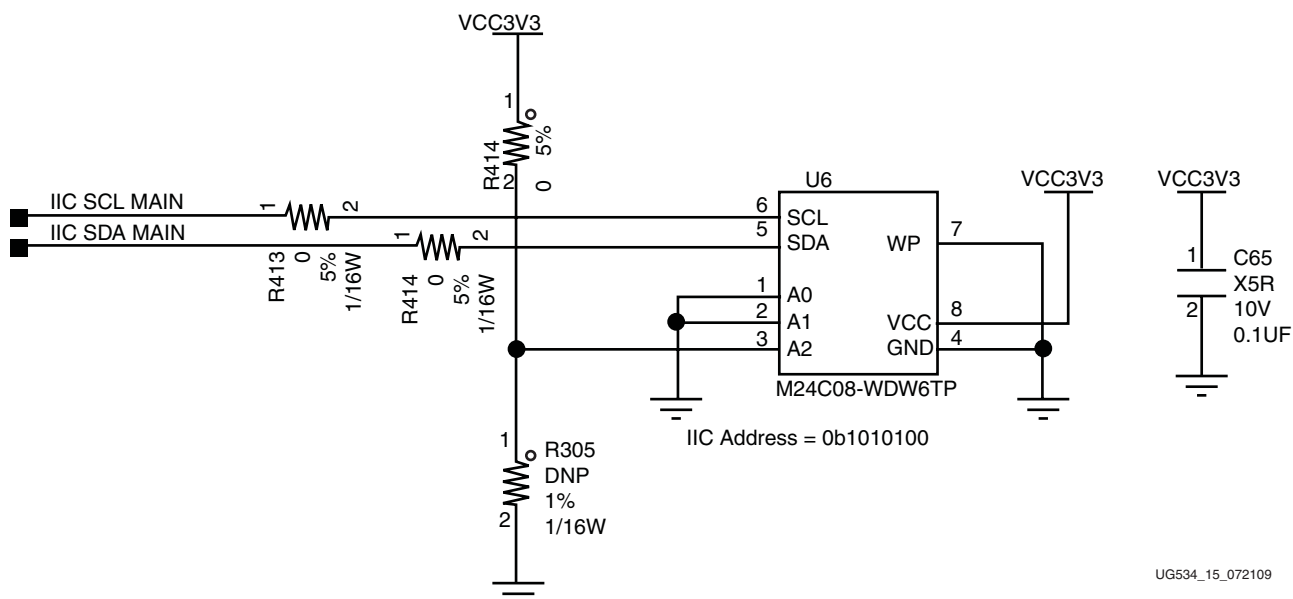 VCC3V3
1
R414
2
5%
0
U6
VCC3V3
VCC3V3
IIC SCL MAIN
1
2
6
SCL
IIC SDA MAIN
1
2
5
SDA
WP
7
R413
0
5%
1/16W
R414
0
5%
1/16W
1
A0
2
A1
VCC
8
3
A2
GND
4
M24C08-WDW6TP
IIC Address = 0b1010100
1
C65
X5R
2
10V
0.1UF
1
R305
DNP
1%
2
1/16W
UG534_15_072109